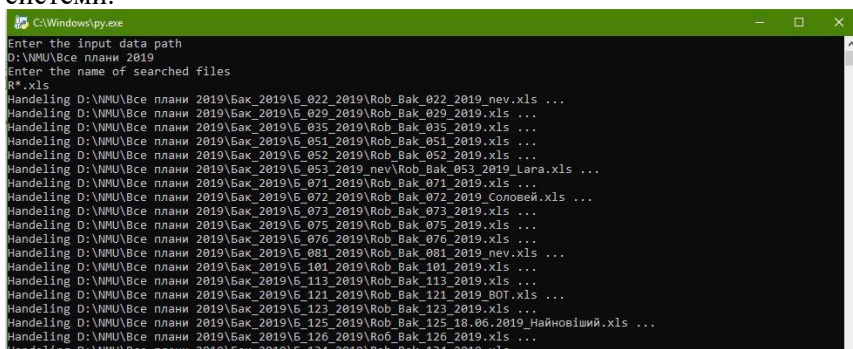 системи.
C:\Windows\py.exe
Enter the input data path
D:\NMU\Все плани 2019
Enter the name of searched files
R*.xls
Handeling D:\NMU\Все плани 2019\Бак_2019\Б_022_2019\Rob_Bak_022_2019_nev.xls ...
Handeling D:\NMU\Все плани 2019\Бак_2019\Б_029_2019\Rob_Bak_029_2019.xls ...
Handeling D:\NMU\Все плани 2019\Бак_2019\Б_035_2019\Rob_Bak_035_2019.xls ...
Handeling D:\NMU\Все плани 2019\Бак_2019\Б_051_2019\Rob_Bak_051_2019.xls ...
Handeling D:\NMU\Все плани 2019\Бак_2019\Б_052_2019\Rob_Bak_052_2019.xls ...
Handeling D:\NMU\Все плани 2019\Бак_2019\Б_053_2019_nev\Rob_Bak_053_2019_Lara.xls ...
Handeling D:\NMU\Все плани 2019\Бак_2019\Б_071_2019\Rob_Bak_071_2019.xls ...
Handeling D:\NMU\Все плани 2019\Бак_2019\Б_072_2019\Rob_Bak_072_2019_Соловей.xls ...
Handeling D:\NMU\Все плани 2019\Бак_2019\Б_073_2019\Rob_Bak_073_2019.xls ...
Handeling D:\NMU\Все плани 2019\Бак_2019\Б_075_2019\Rob_Bak_075_2019.xls ...
Handeling D:\NMU\Все плани 2019\Бак_2019\Б_076_2019\Rob_Bak_076_2019.xls ...
Handeling D:\NMU\Все плани 2019\Бак_2019\Б_081_2019\Rob_Bak_081_2019_nev.xls ...
Handeling D:\NMU\Все плани 2019\Бак_2019\Б_101_2019\Rob_Bak_101_2019.xls ...
Handeling D:\NMU\Все плани 2019\Бак_2019\Б_113_2019\Rob_Bak_113_2019.xls ...
Handeling D:\NMU\Все плани 2019\Бак_2019\Б_121_2019\Rob_Bak_121_2019_ВОТ.xls ...
Handeling D:\NMU\Все плани 2019\Бак_2019\Б_123_2019\Rob_Bak_123_2019.xls ...
Handeling D:\NMU\Все плани 2019\Бак_2019\Б_125_2019\Rob_Bak_125_18.06.2019_Найновіший.xls ...
Handeling D:\NMU\Все плани 2019\Бак_2019\Б_126_2019\Roб_Bak_126_2019.xls ...